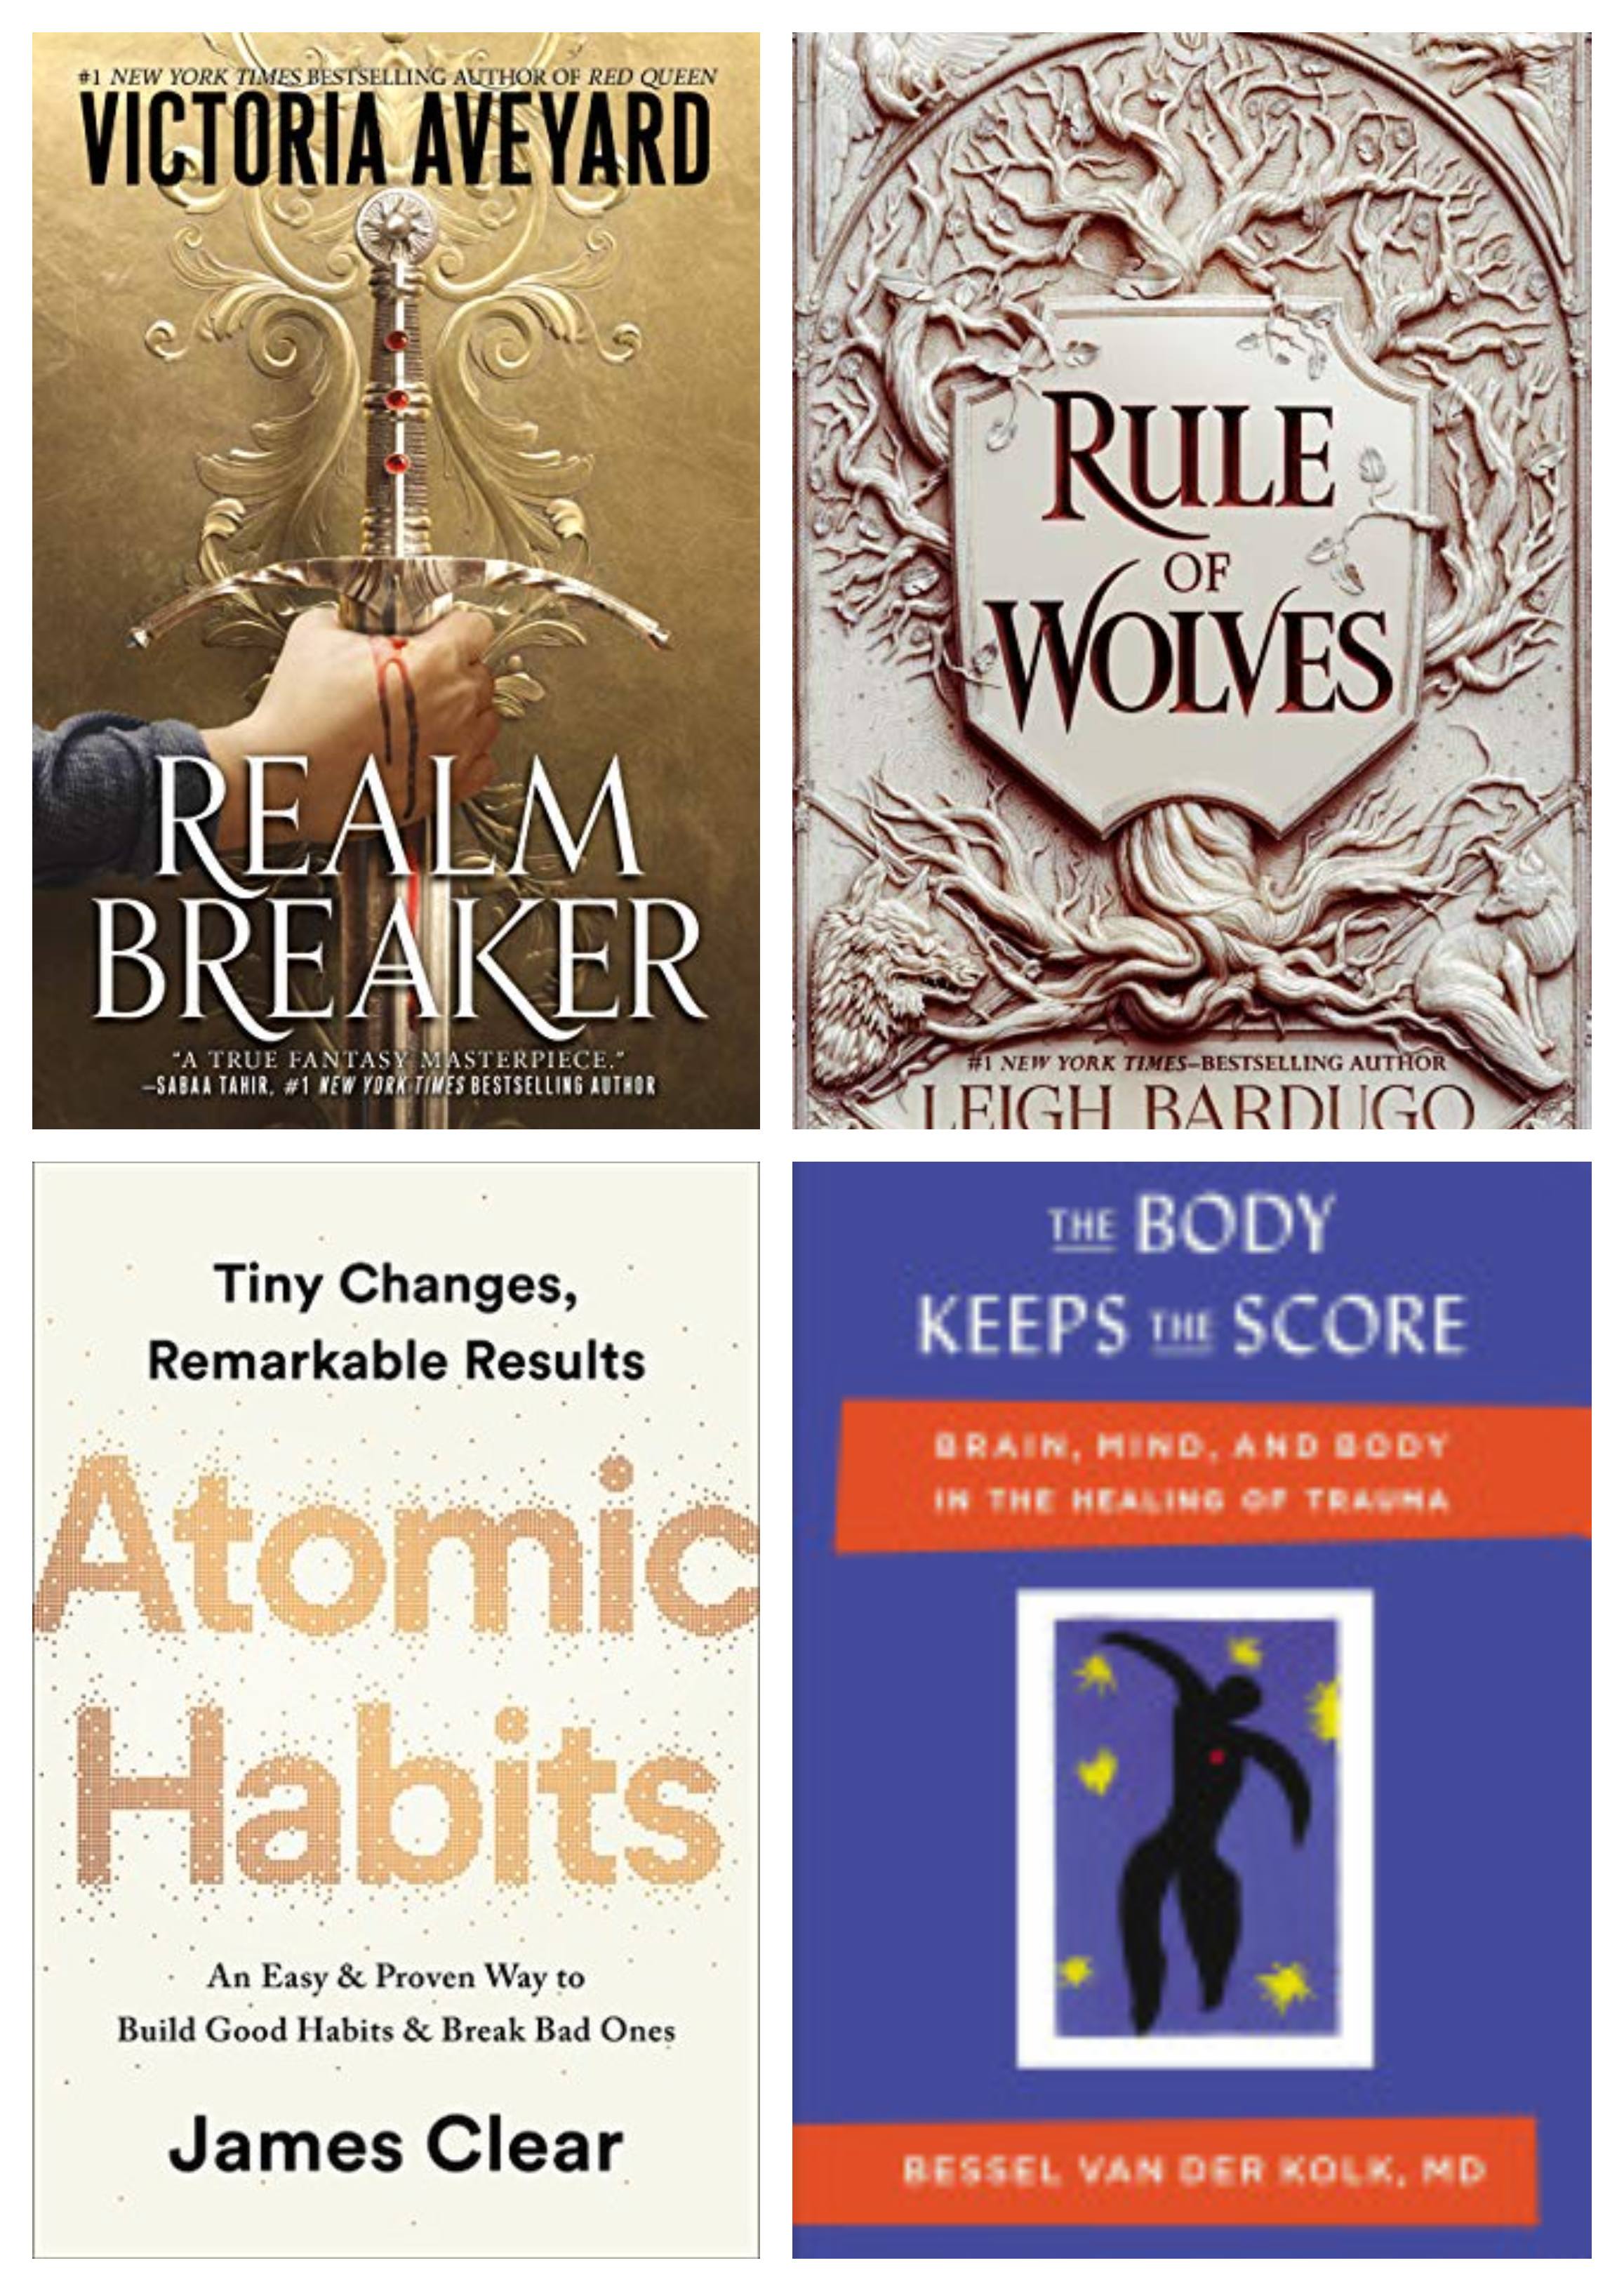 #1 NEW YORK TIMES BESTSELLING AUTHOR OF RED QUEEN
VICTORIA AVEYARD
REALM
BREAKER
"A TRUE FANTASY MASTERPIECE."
—SABAA TAHIR, #1 NEW YORK TIMES BESTSELLING AUTHOR
RULE
OF
WOLVES
#1 NEW YORK TIMES–BESTSELLING AUTHOR
LEIGH BARDUGO
Tiny Changes,
Remarkable Results
Atomic
Habits
An Easy & Proven Way to
Build Good Habits & Break Bad Ones
James Clear
THE BODY
KEEPS THE SCORE
BRAIN, MIND, AND BODY
IN THE HEALING OF TRAUMA
BESSEL VAN DER KOLK, MD